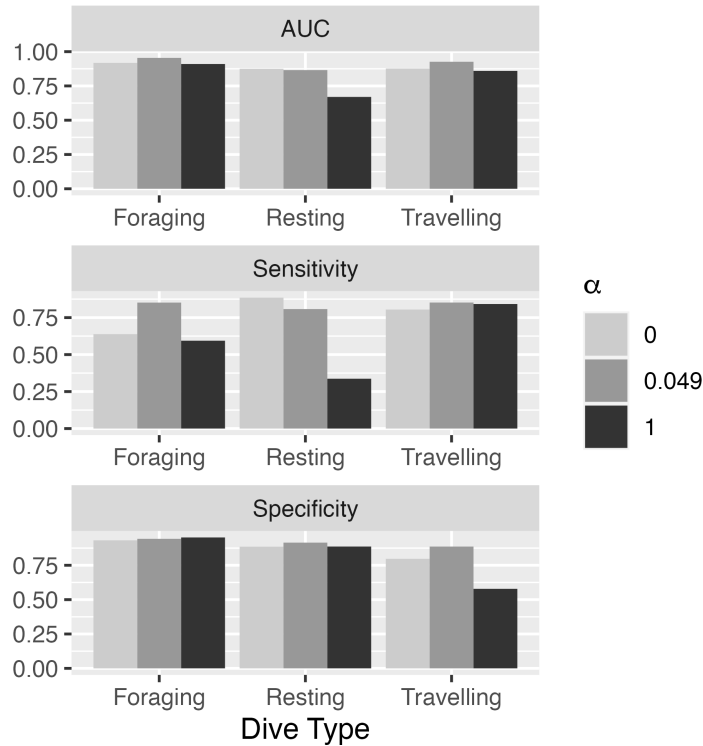 AUC
1.00
0.75
0.50
0.25
0.00
Foraging Resting Travelling
Sensitivity
0.75
0.50
0.25
0.00
Foraging Resting Travelling
Specificity
0.75
0.50
0.25
0.00
Foraging Resting Travelling
Dive Type
α
0
0.049
1